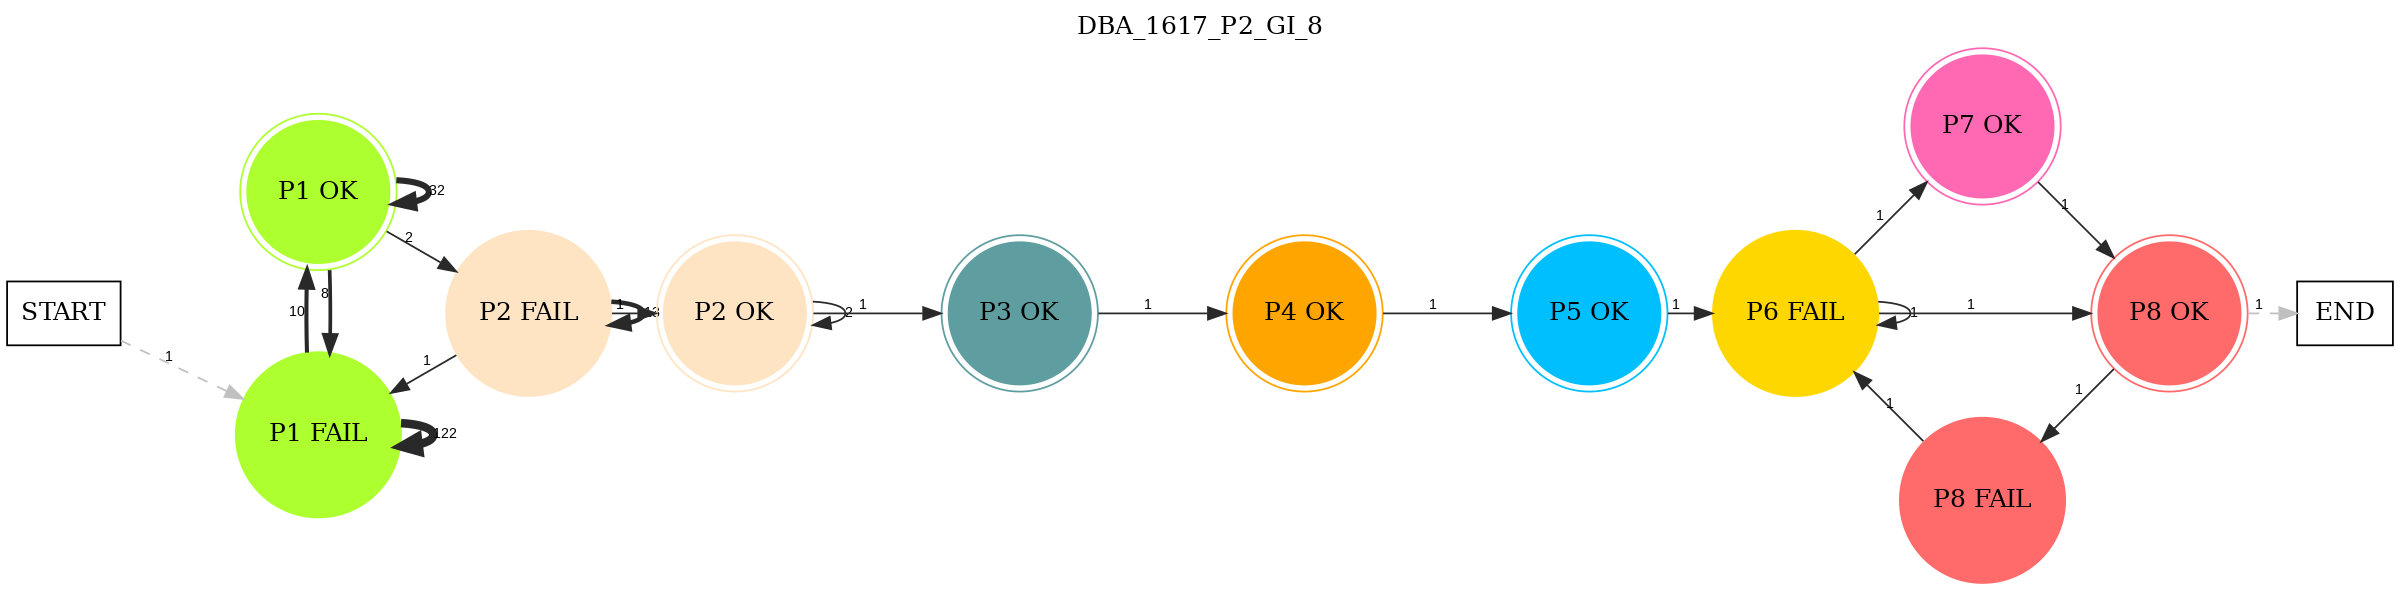 DBA_1617_P2_GI_8
P7 OK
P1 OK
32
2
1
1
8
10
START
1
P2 FAIL
1
13
P2 OK
2
1
P3 OK
1
P4 OK
1
P5 OK
1
P6 FAIL
1
1
P8 OK
1
END
1
1
1
P1 FAIL
122
P8 FAIL